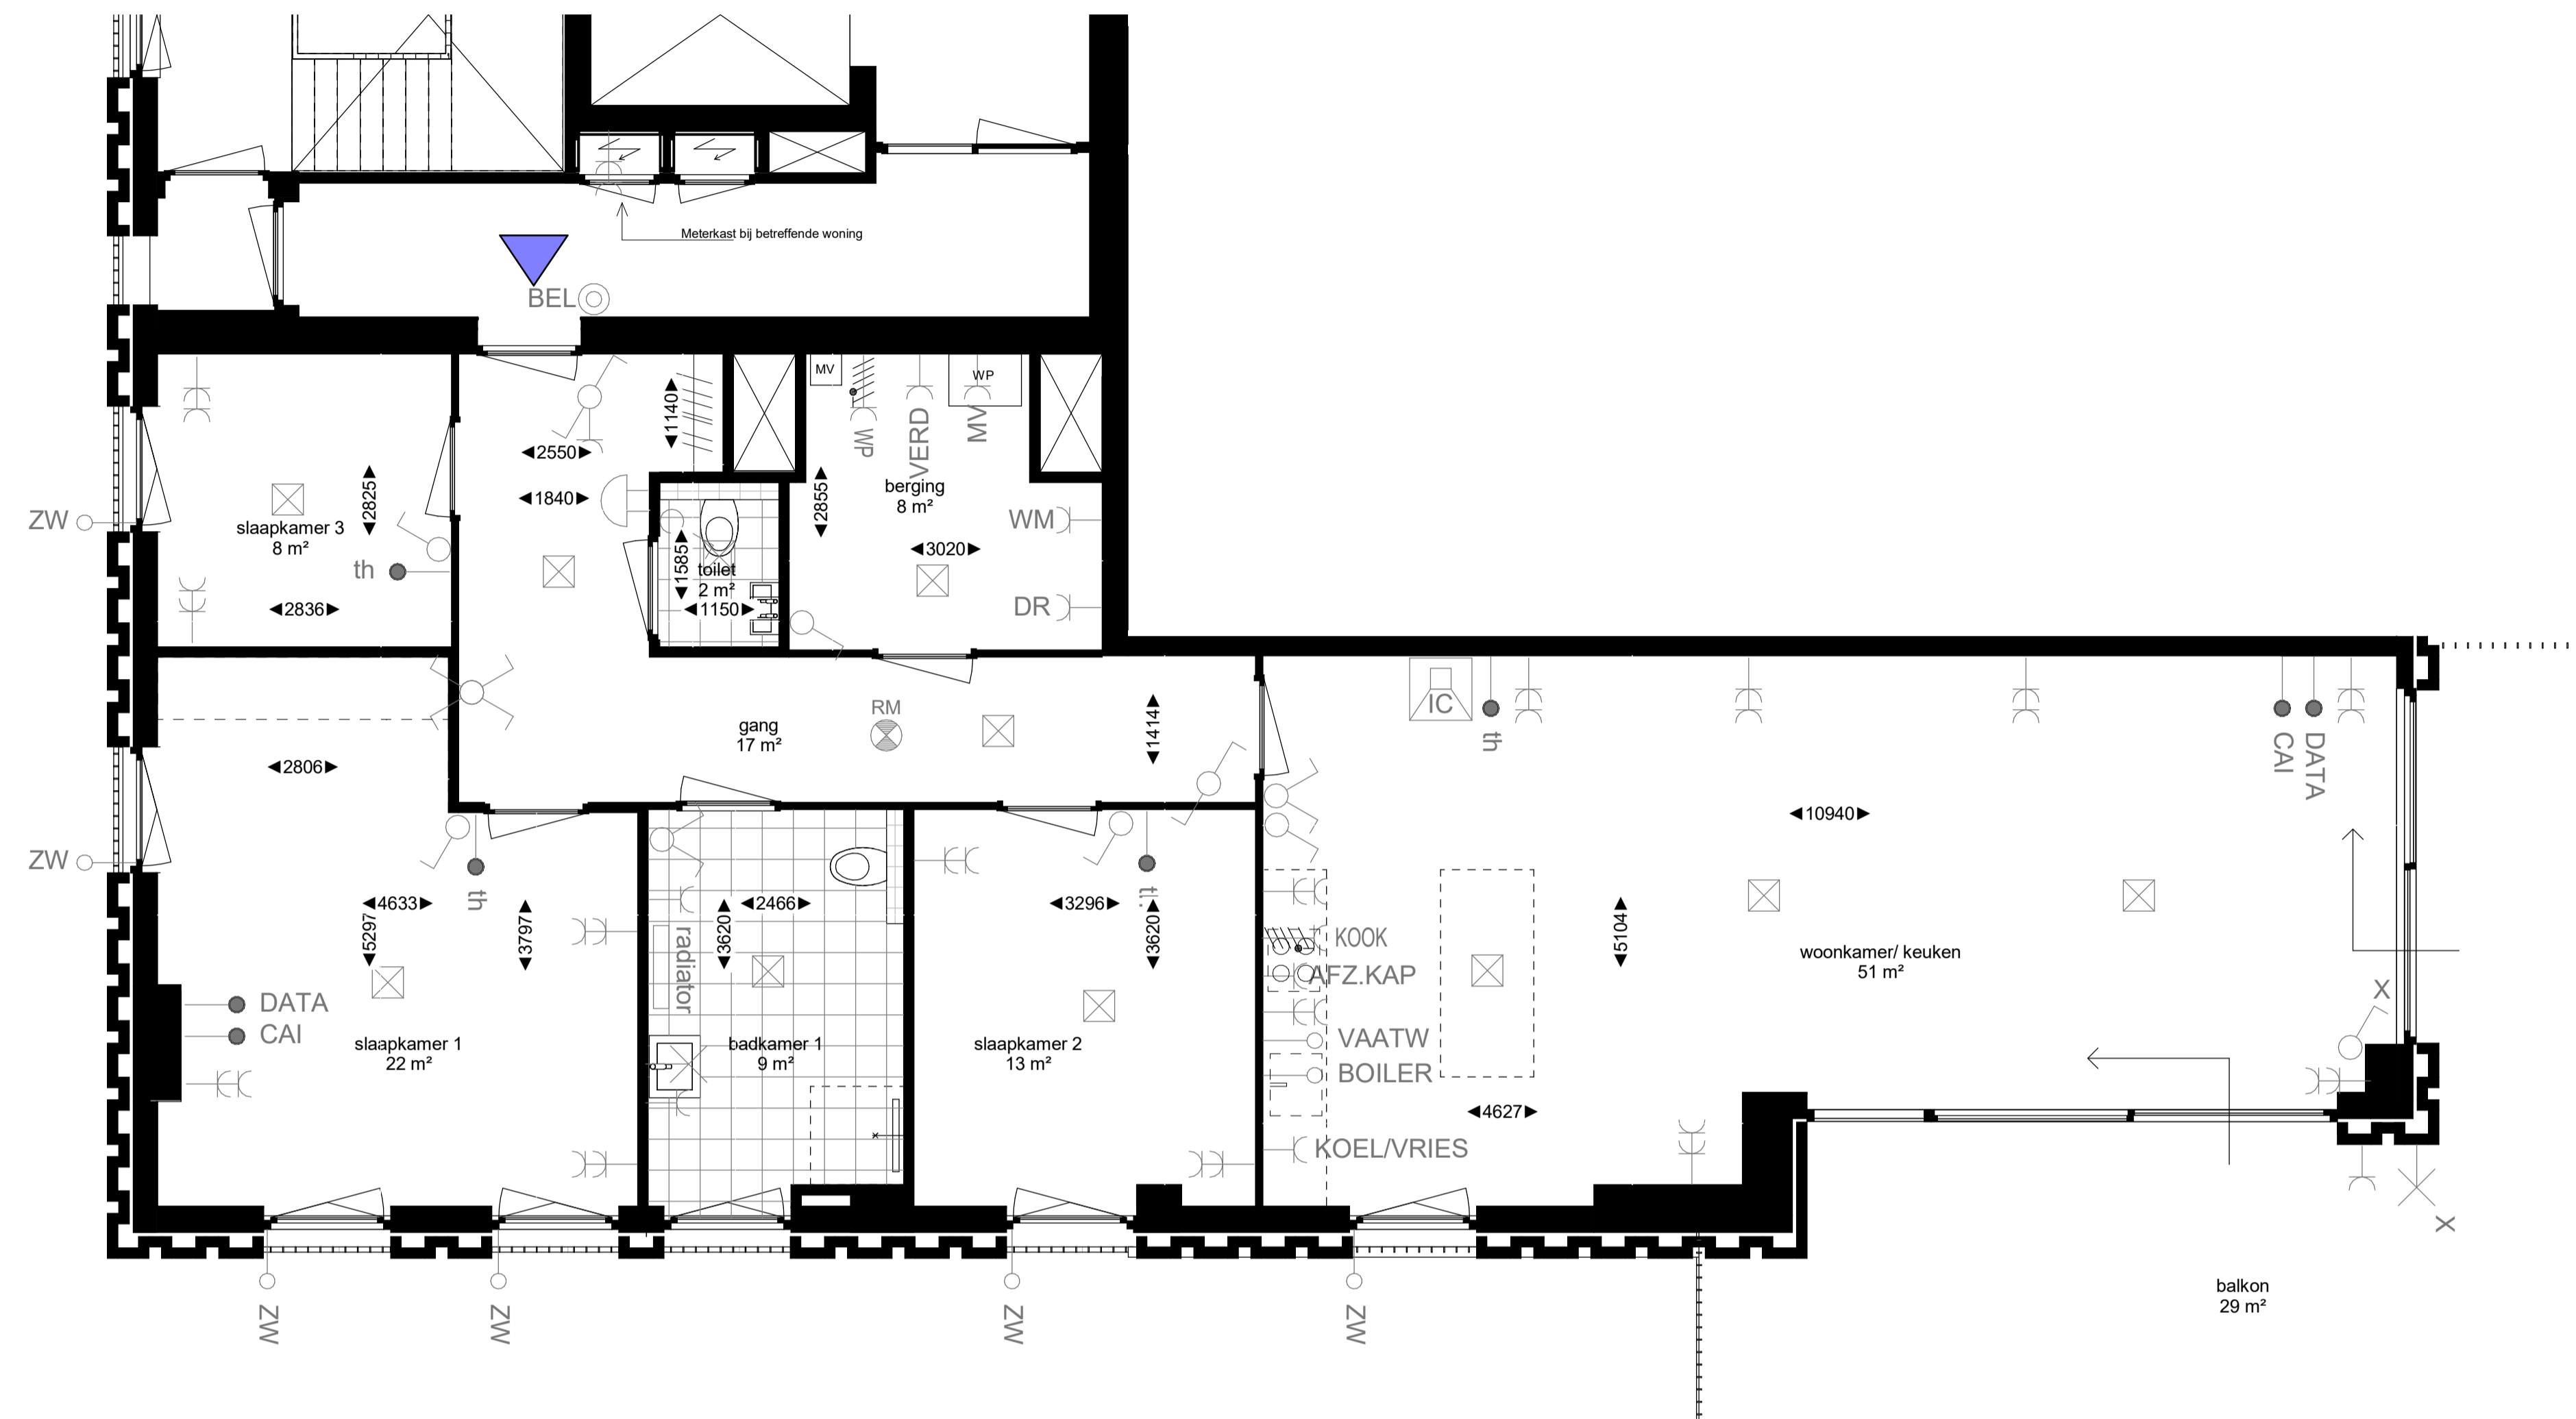 Meterkast bij betreffende woning
BEL
MV
WP
WP
VERD
MV
1140
2550
1840
2825
2855
berging
8 m²
WM
3020
DR
ZW
slaapkamer 3
8 m²
th
2836
1585
toilet
2 m²
1150
gang
17 m²
RM
1414
IC
th
CAI
DATA
2806
10940
ZW
4633
5297
th
3797
radiator
3620
2466
3296
3620
KOOK
AFZ.KAP
5104
woonkamer/ keuken
51 m²
X
DATA
CAI
slaapkamer 1
22 m²
badkamer 1
9 m²
slaapkamer 2
13 m²
VAATW
BOILER
4627
KOEL/VRIES
X
ZW
ZW
ZW
ZW
balkon
29 m²